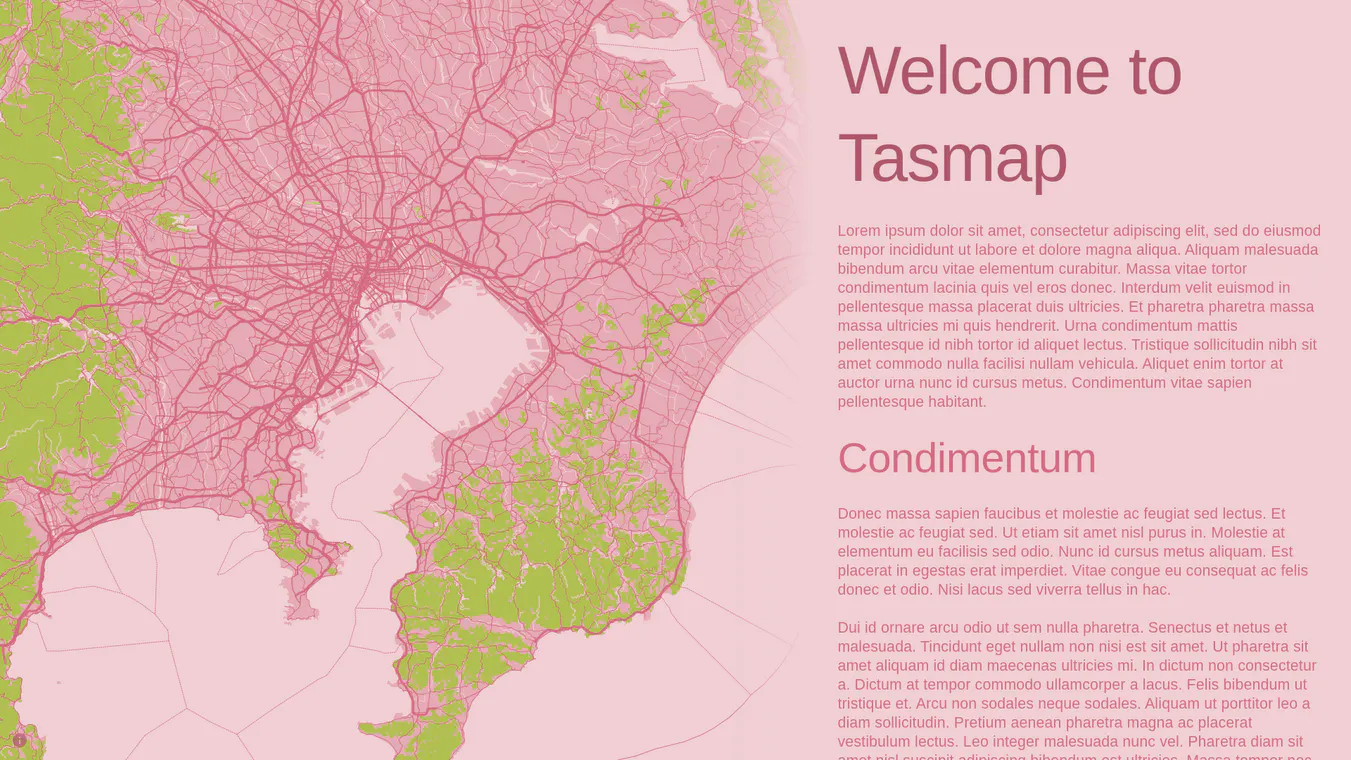 Welcome to
Tasmap
Lorem ipsum dolor sit amet, consectetur adipiscing elit, sed do eiusmod
tempor incididunt ut labore et dolore magna aliqua. Aliquam malesuada
bibendum arcu vitae elementum curabitur. Massa vitae tortor
condimentum lacinia quis vel eros donec. Interdum velit euismod in
pellentesque massa placerat duis ultricies. Et pharetra pharetra massa
massa ultricies mi quis hendrerit. Urna condimentum mattis
pellentesque id nibh tortor id aliquet lectus. Tristique sollicitudin nibh sit
amet commodo nulla facilisi nullam vehicula. Aliquet enim tortor at
auctor urna nunc id cursus metus. Condimentum vitae sapien
pellentesque habitant.
Condimentum
Donec massa sapien faucibus et molestie ac feugiat sed lectus. Et
molestie ac feugiat sed. Ut etiam sit amet nisl purus in. Molestie at
elementum eu facilisis sed odio. Nunc id cursus metus aliquam. Est
placerat in egestas erat imperdiet. Vitae congue eu consequat ac felis
donec et odio. Nisi lacus sed viverra tellus in hac.
Dui id ornare arcu odio ut sem nulla pharetra. Senectus et netus et
malesuada. Tincidunt eget nullam non nisi est sit amet. Ut pharetra sit
amet aliquam id diam maecenas ultricies mi. In dictum non consectetur
a. Dictum at tempor commodo ullamcorper a lacus. Felis bibendum ut
tristique et. Arcu non sodales neque sodales. Aliquam ut porttitor leo a
diam sollicitudin. Pretium aenean pharetra magna ac placerat
vestibulum lectus. Leo integer malesuada nunc vel. Pharetra diam sit
amet nisl suscipit adipiscing bibendum est ultricies. Massa tempor nec